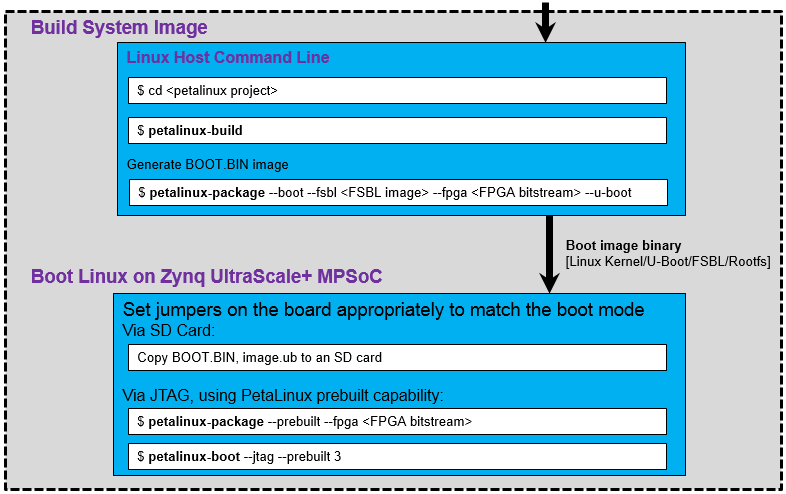 Build System Image
Linux Host Command Line
$ cd <petalinux project>
$ petalinux-build
Generate BOOT.BIN image
$ petalinux-package --boot --fsbl <FSBL image> --fpga <FPGA bitstream> --u-boot
Boot image binary
[Linux Kernel/U-Boot/FSBL/Rootfs]
Boot Linux on Zynq UltraScale+ MPSoC
Set jumpers on the board appropriately to match the boot mode
Via SD Card:
Copy BOOT.BIN, image.ub to an SD card
Via JTAG, using PetaLinux prebuilt capability:
$ petalinux-package --prebuilt --fpga <FPGA bitstream>
$ petalinux-boot --jtag --prebuilt 3